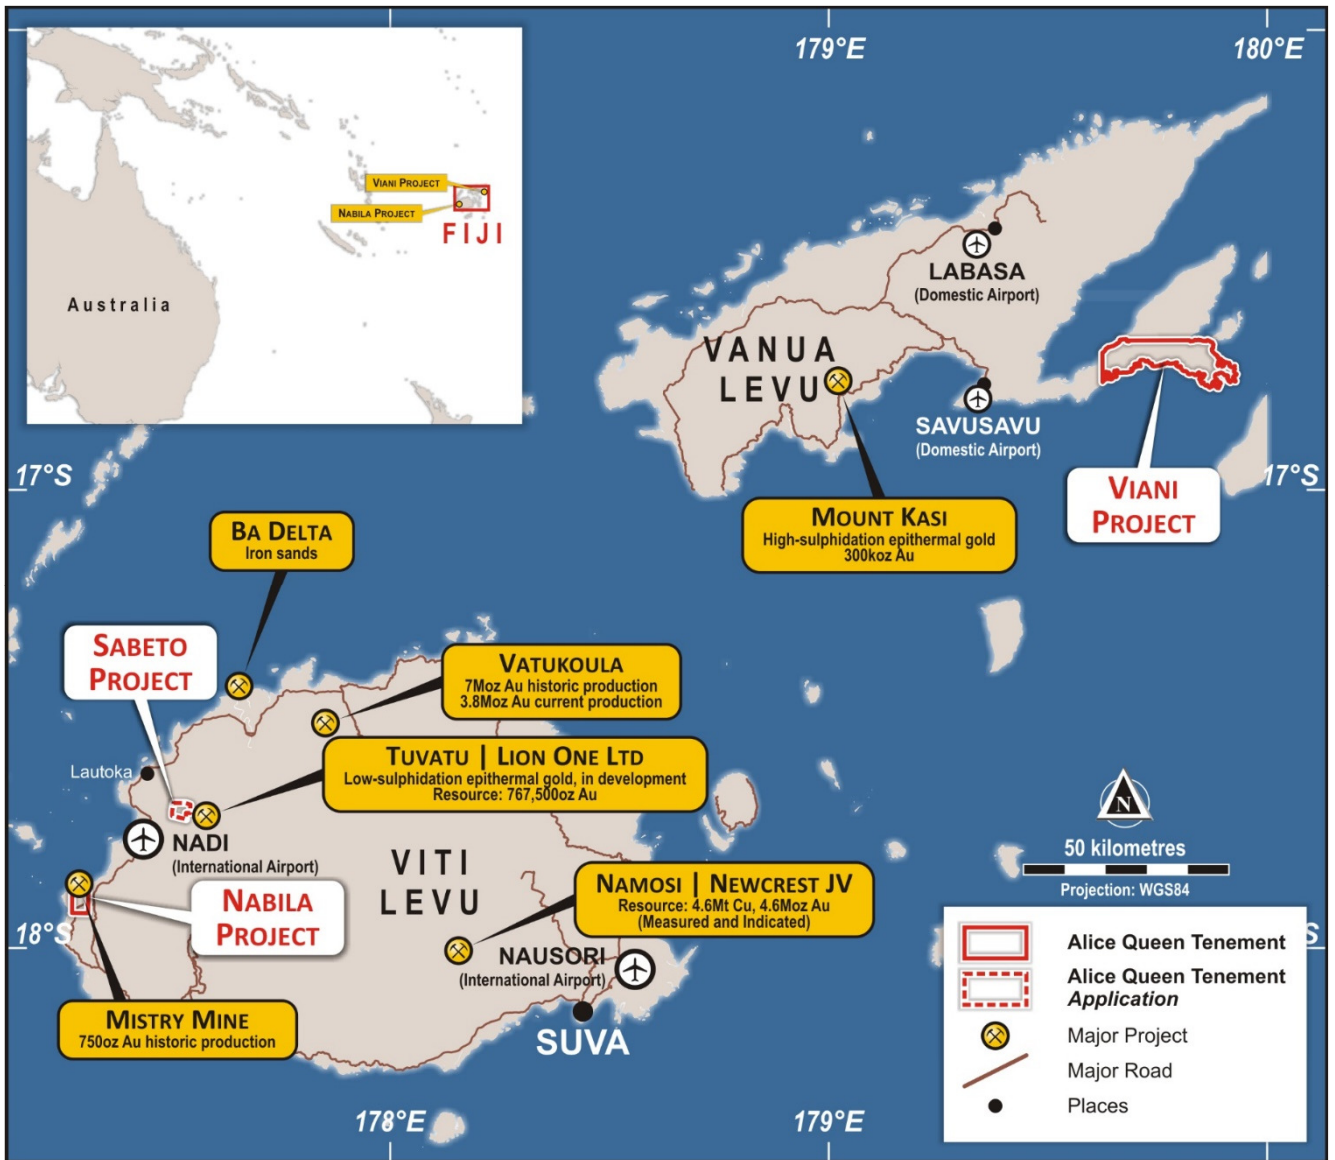 179°E
180°E
VIANI PROJECT
NABILA PROJECT
FIJI
Australia
LABASA
(Domestic Airport)
VANUA
LEVU
SAVUSAVU
(Domestic Airport)
17°S
17°S
VIANI
PROJECT
MOUNT KASI
High-sulphidation epithermal gold
300koz Au
BA DELTA
Iron sands
SABETO
PROJECT
VATUKOULA
7Moz Au historic production
3.8Moz Au current production
TUVATU | LION ONE LTD
Low-sulphidation epithermal gold, in development
Resource: 767,500oz Au
Lautoka
NADI
(International Airport)
VITI
LEVU
N
50 kilometres
Projection: WGS84
NABILA
PROJECT
NAMOSI | NEWCREST JV
Resource: 4.6Mt Cu, 4.6Moz Au
(Measured and Indicated)
18°S
S
NAUSORI
(International Airport)
MISTRY MINE
750oz Au historic production
SUVA
Alice Queen Tenement
Alice Queen Tenement
Application
Major Project
Major Road
Places
178°E
179°E